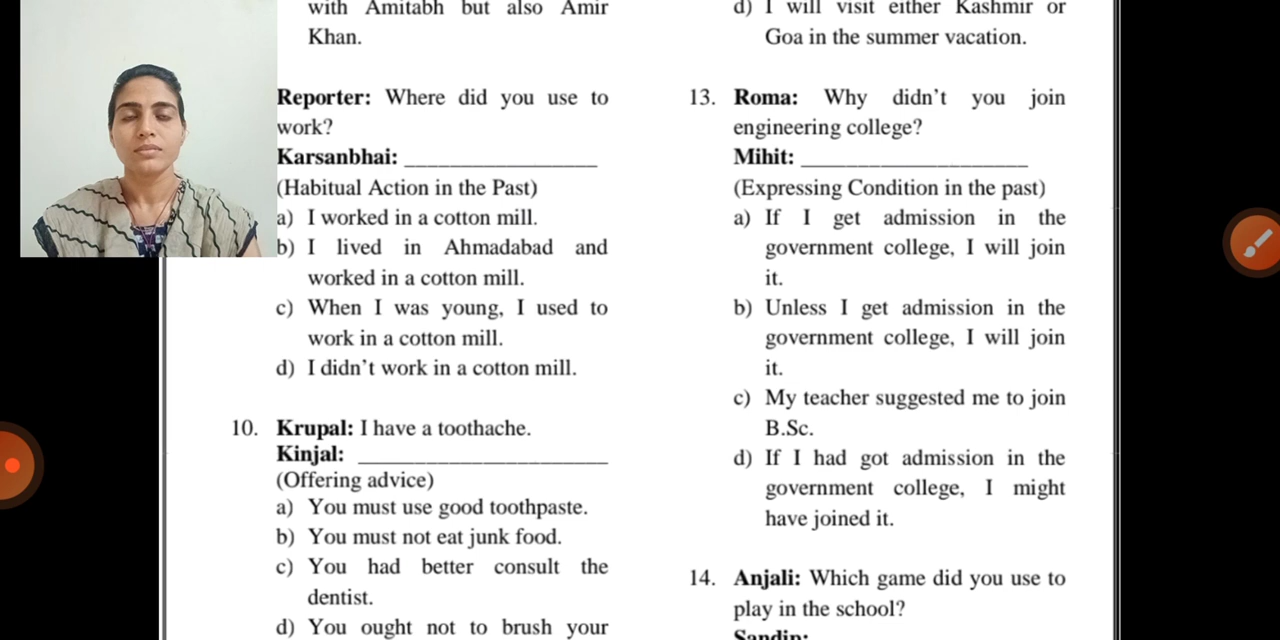 with Amitabh but also Amir
Khan.
Reporter: Where did you use to
work?
Karsanbhai: _________________
(Habitual Action in the Past)
a) I worked in a cotton mill.
b) I lived in Ahmadabad and
worked in a cotton mill.
c) When I was young, I used to
work in a cotton mill.
d) I didn't work in a cotton mill.
10. Krupal: I have a toothache.
Kinjal: ______________________
(Offering advice)
a) You must use good toothpaste.
b) You must not eat junk food.
c) You had better consult the
dentist.
d) You ought not to brush your
d) I will visit either Kashmir or
Goa in the summer vacation.
13. Roma: Why didn't you join
engineering college?
Mihit: ____________________
(Expressing Condition in the past)
a) If I get admission in the
government college, I will join
it.
b) Unless I get admission in the
government college, I will join
it.
c) My teacher suggested me to join
B.Sc.
d) If I had got admission in the
government college, I might
have joined it.
14. Anjali: Which game did you use to
play in the school?
Sandip: